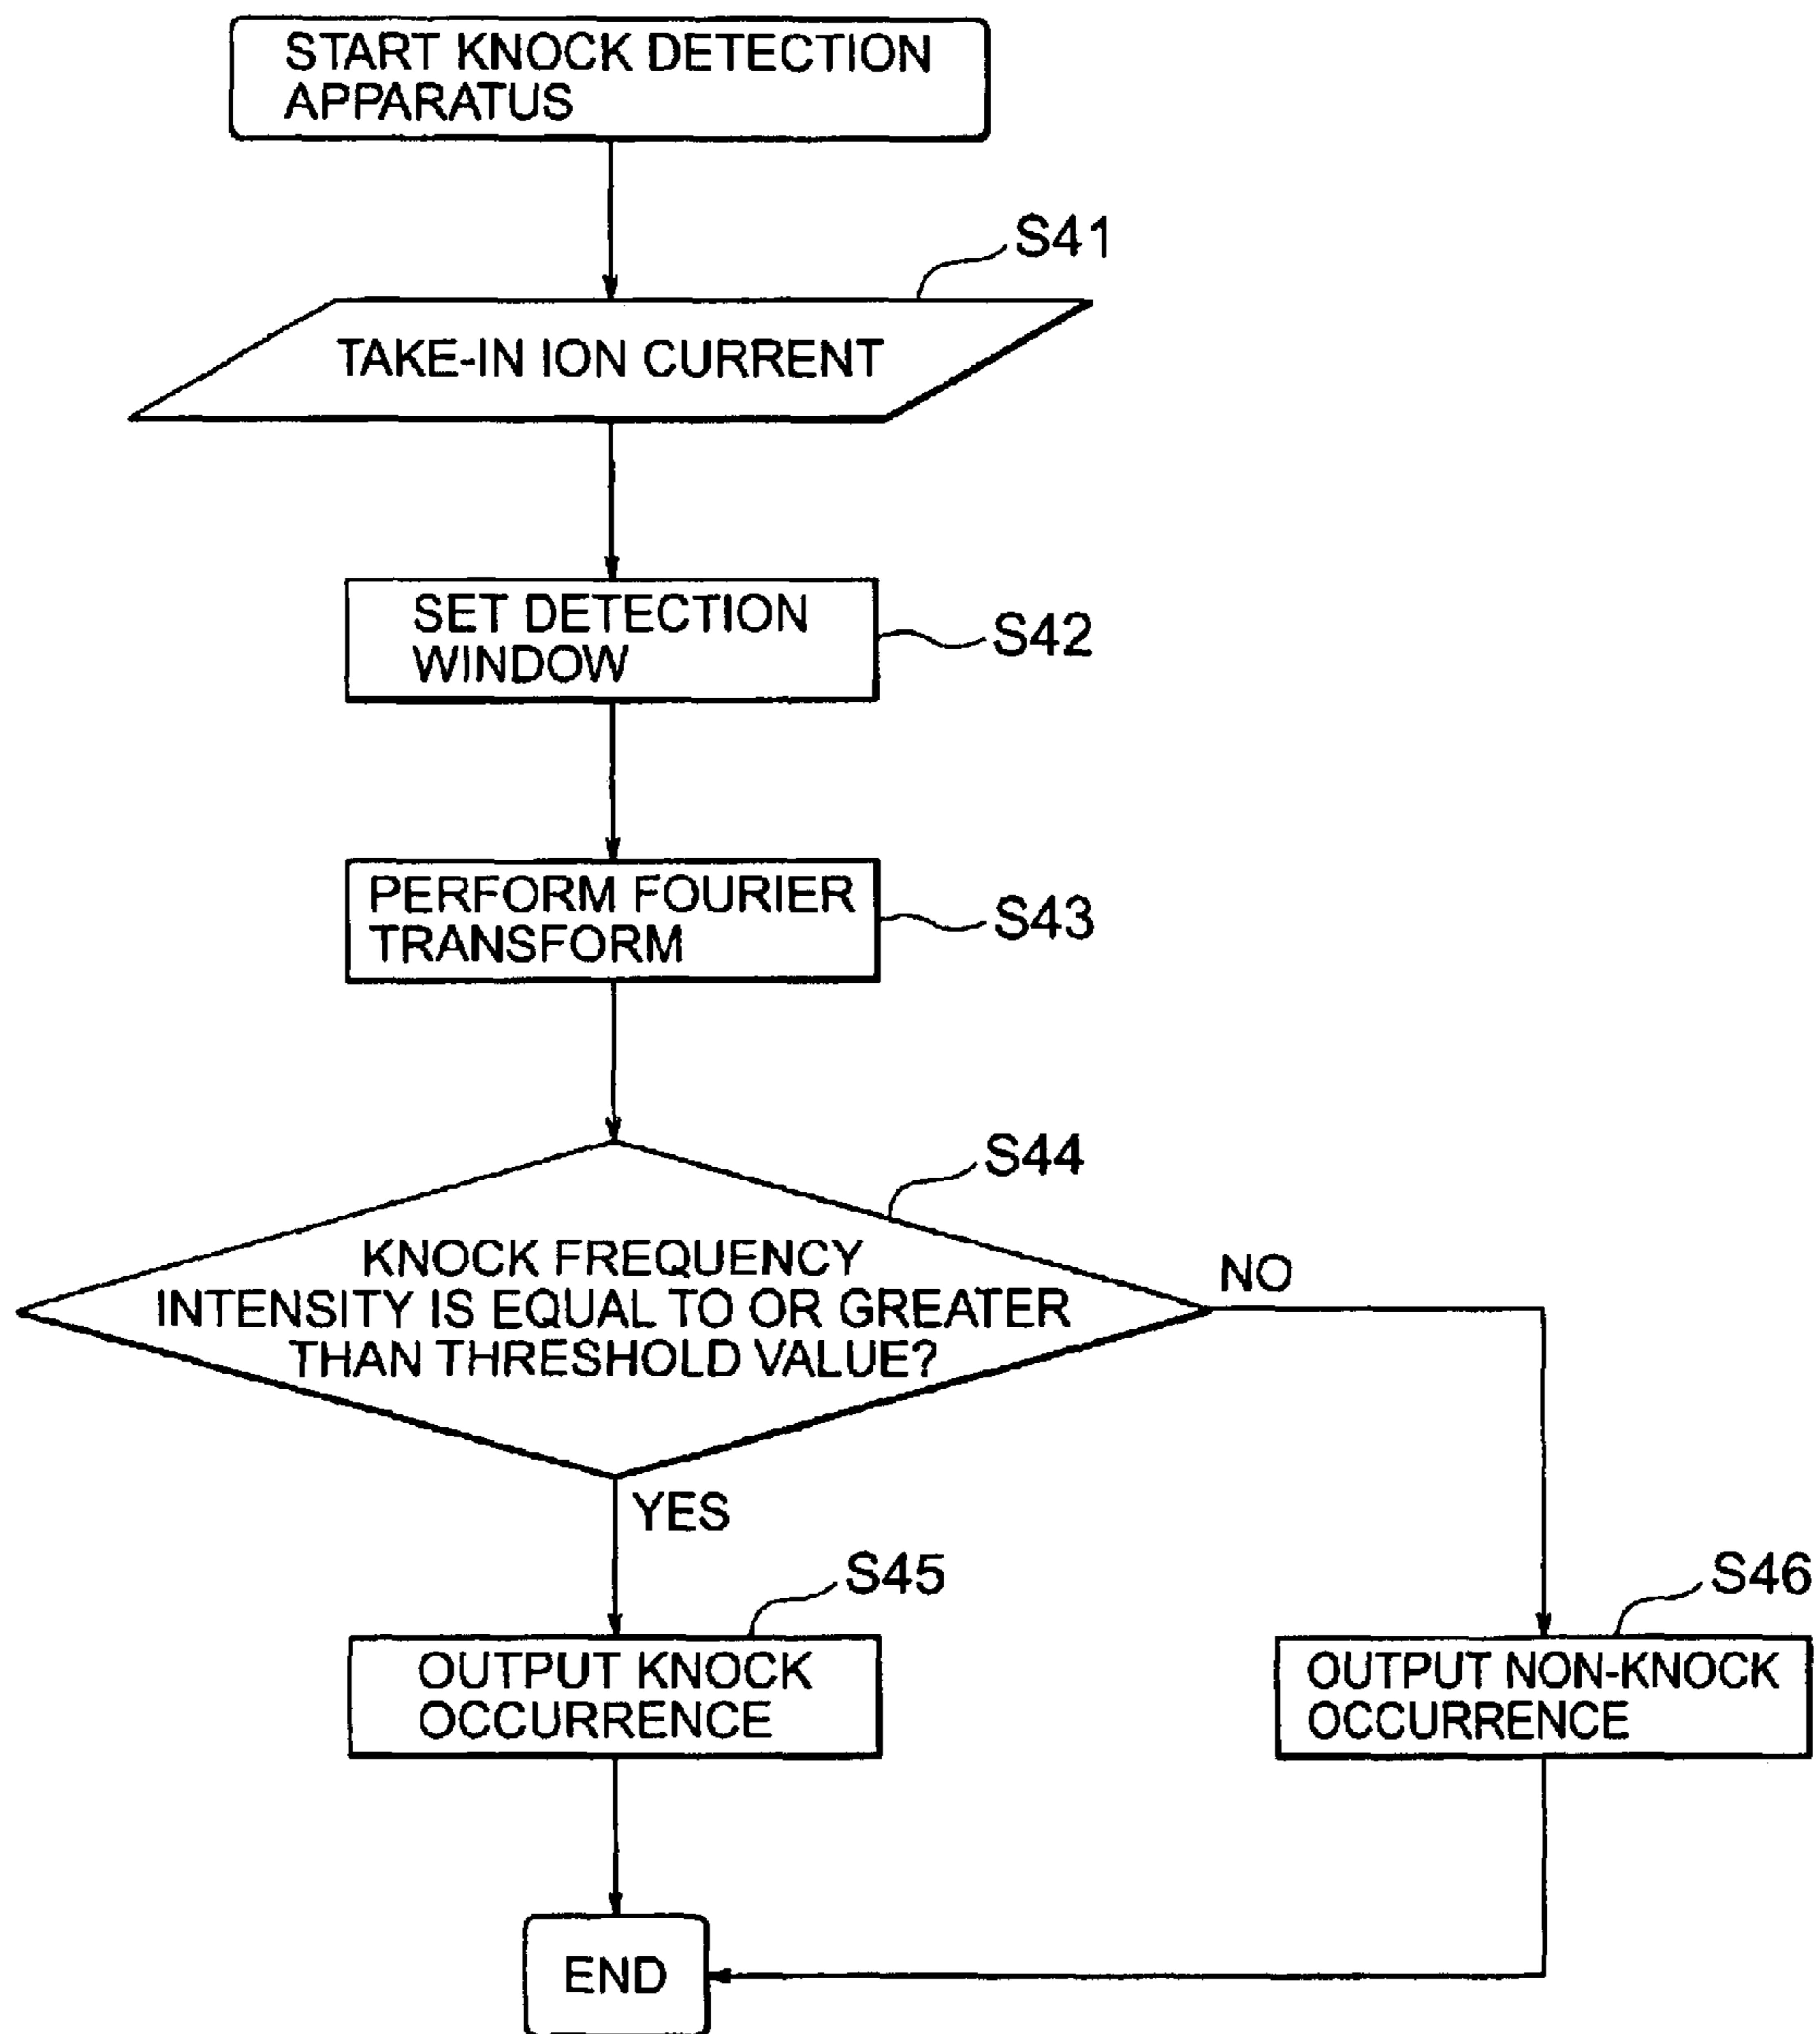 START KNOCK DETECTION
APPARATUS
S41
TAKE-IN ION CURRENT
SET DETECTION
WINDOW
S42
PERFORM FOURIER
TRANSFORM
S43
S44
KNOCK FREQUENCY
INTENSITY IS EQUAL TO OR GREATER
THAN THRESHOLD VALUE?
NO
YES
S45
OUTPUT KNOCK
OCCURRENCE
S46
OUTPUT NON-KNOCK
OCCURRENCE
END